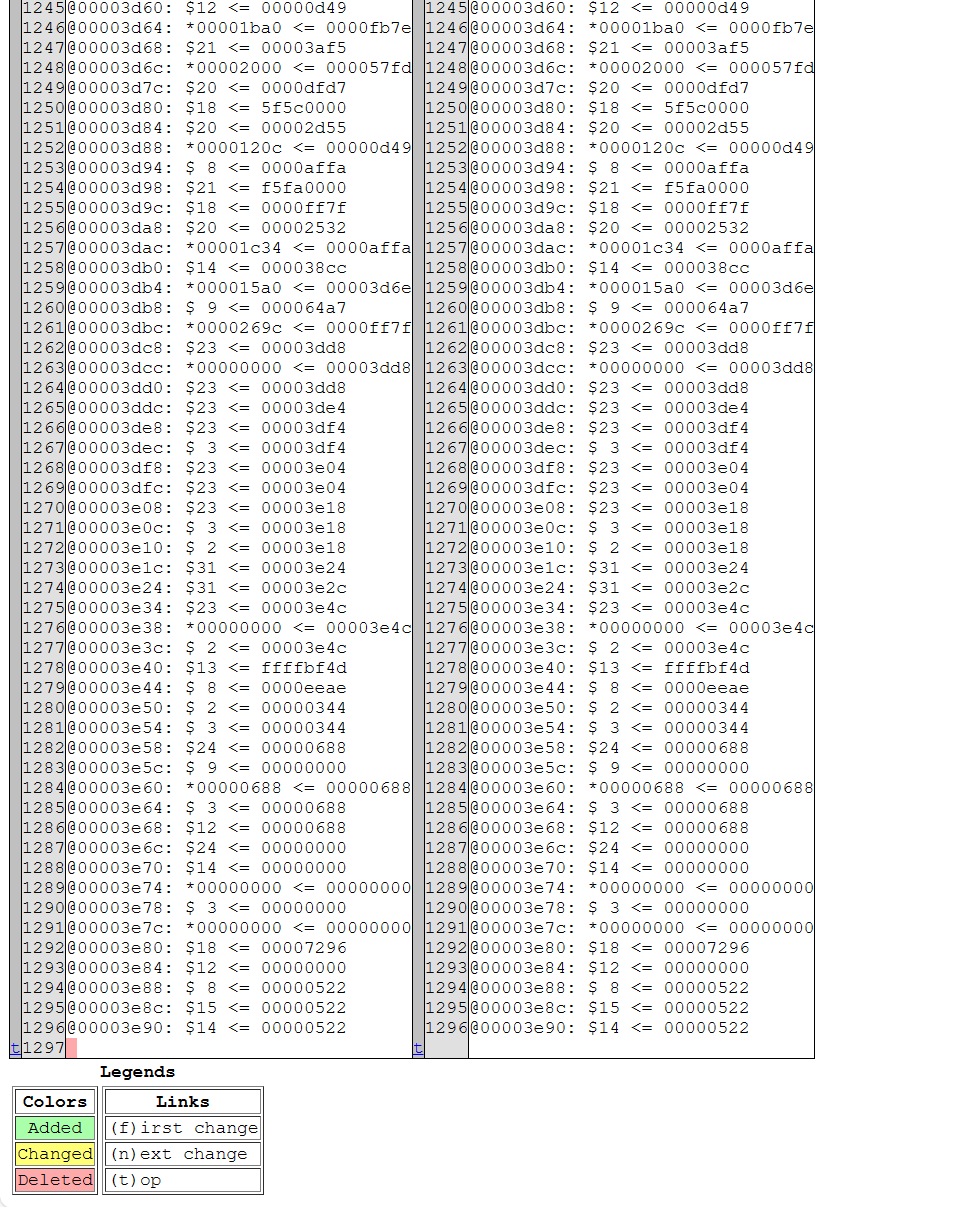 1245@00003d60: $12 <= 00000d49 1245@00003d60: $12 <= 00000d49
1246@00003d64: *00001ba0 <= 0000fb7e 1246@00003d64: *00001ba0 <= 0000fb7e
1247@00003d68: $21 <= 00003af5 1247@00003d68: $21 <= 00003af5
1248@00003d6c: *00002000 <= 000057fd 1248@00003d6c: *00002000 <= 000057fd
1249@00003d7c: $20 <= 0000dfd7 1249@00003d7c: $20 <= 0000dfd7
1250@00003d80: $18 <= 5f5c0000 1250@00003d80: $18 <= 5f5c0000
1251@00003d84: $20 <= 00002d55 1251@00003d84: $20 <= 00002d55
1252@00003d88: *0000120c <= 00000d49 1252@00003d88: *0000120c <= 00000d49
1253@00003d94: $ 8 <= 0000affa 1253@00003d94: $ 8 <= 0000affa
1254@00003d98: $21 <= f5fa0000 1254@00003d98: $21 <= f5fa0000
1255@00003d9c: $18 <= 0000ff7f 1255@00003d9c: $18 <= 0000ff7f
1256@00003da8: $20 <= 00002532 1256@00003da8: $20 <= 00002532
1257@00003dac: *00001c34 <= 0000affa 1257@00003dac: *00001c34 <= 0000affa
1258@00003db0: $14 <= 000038cc 1258@00003db0: $14 <= 000038cc
1259@00003db4: *000015a0 <= 00003d6e 1259@00003db4: *000015a0 <= 00003d6e
1260@00003db8: $ 9 <= 000064a7 1260@00003db8: $ 9 <= 000064a7
1261@00003dbc: *0000269c <= 0000ff7f 1261@00003dbc: *0000269c <= 0000ff7f
1262@00003dc8: $23 <= 00003dd8 1262@00003dc8: $23 <= 00003dd8
1263@00003dcc: *00000000 <= 00003dd8 1263@00003dcc: *00000000 <= 00003dd8
1264@00003dd0: $23 <= 00003dd8 1264@00003dd0: $23 <= 00003dd8
1265@00003ddc: $23 <= 00003de4 1265@00003ddc: $23 <= 00003de4
1266@00003de8: $23 <= 00003df4 1266@00003de8: $23 <= 00003df4
1267@00003dec: $ 3 <= 00003df4 1267@00003dec: $ 3 <= 00003df4
1268@00003df8: $23 <= 00003e04 1268@00003df8: $23 <= 00003e04
1269@00003dfc: $23 <= 00003e04 1269@00003dfc: $23 <= 00003e04
1270@00003e08: $23 <= 00003e18 1270@00003e08: $23 <= 00003e18
1271@00003e0c: $ 3 <= 00003e18 1271@00003e0c: $ 3 <= 00003e18
1272@00003e10: $ 2 <= 00003e18 1272@00003e10: $ 2 <= 00003e18
1273@00003e1c: $31 <= 00003e24 1273@00003e1c: $31 <= 00003e24
1274@00003e24: $31 <= 00003e2c 1274@00003e24: $31 <= 00003e2c
1275@00003e34: $23 <= 00003e4c 1275@00003e34: $23 <= 00003e4c
1276@00003e38: *00000000 <= 00003e4c 1276@00003e38: *00000000 <= 00003e4c
1277@00003e3c: $ 2 <= 00003e4c 1277@00003e3c: $ 2 <= 00003e4c
1278@00003e40: $13 <= ffffbf4d 1278@00003e40: $13 <= ffffbf4d
1279@00003e44: $ 8 <= 0000eeae 1279@00003e44: $ 8 <= 0000eeae
1280@00003e50: $ 2 <= 00000344 1280@00003e50: $ 2 <= 00000344
1281@00003e54: $ 3 <= 00000344 1281@00003e54: $ 3 <= 00000344
1282@00003e58: $24 <= 00000688 1282@00003e58: $24 <= 00000688
1283@00003e5c: $ 9 <= 00000000 1283@00003e5c: $ 9 <= 00000000
1284@00003e60: *00000688 <= 00000688 1284@00003e60: *00000688 <= 00000688
1285@00003e64: $ 3 <= 00000688 1285@00003e64: $ 3 <= 00000688
1286@00003e68: $12 <= 00000688 1286@00003e68: $12 <= 00000688
1287@00003e6c: $24 <= 00000000 1287@00003e6c: $24 <= 00000000
1288@00003e70: $14 <= 00000000 1288@00003e70: $14 <= 00000000
1289@00003e74: *00000000 <= 00000000 1289@00003e74: *00000000 <= 00000000
1290@00003e78: $ 3 <= 00000000 1290@00003e78: $ 3 <= 00000000
1291@00003e7c: *00000000 <= 00000000 1291@00003e7c: *00000000 <= 00000000
1292@00003e80: $18 <= 00007296 1292@00003e80: $18 <= 00007296
1293@00003e84: $12 <= 00000000 1293@00003e84: $12 <= 00000000
1294@00003e88: $ 8 <= 00000522 1294@00003e88: $ 8 <= 00000522
1295@00003e8c: $15 <= 00000522 1295@00003e8c: $15 <= 00000522
1296@00003e90: $14 <= 00000522 1296@00003e90: $14 <= 00000522
t1297 t
Legends
Colors Links
Added (f)irst change
Changed (n)ext change
Deleted (t)op